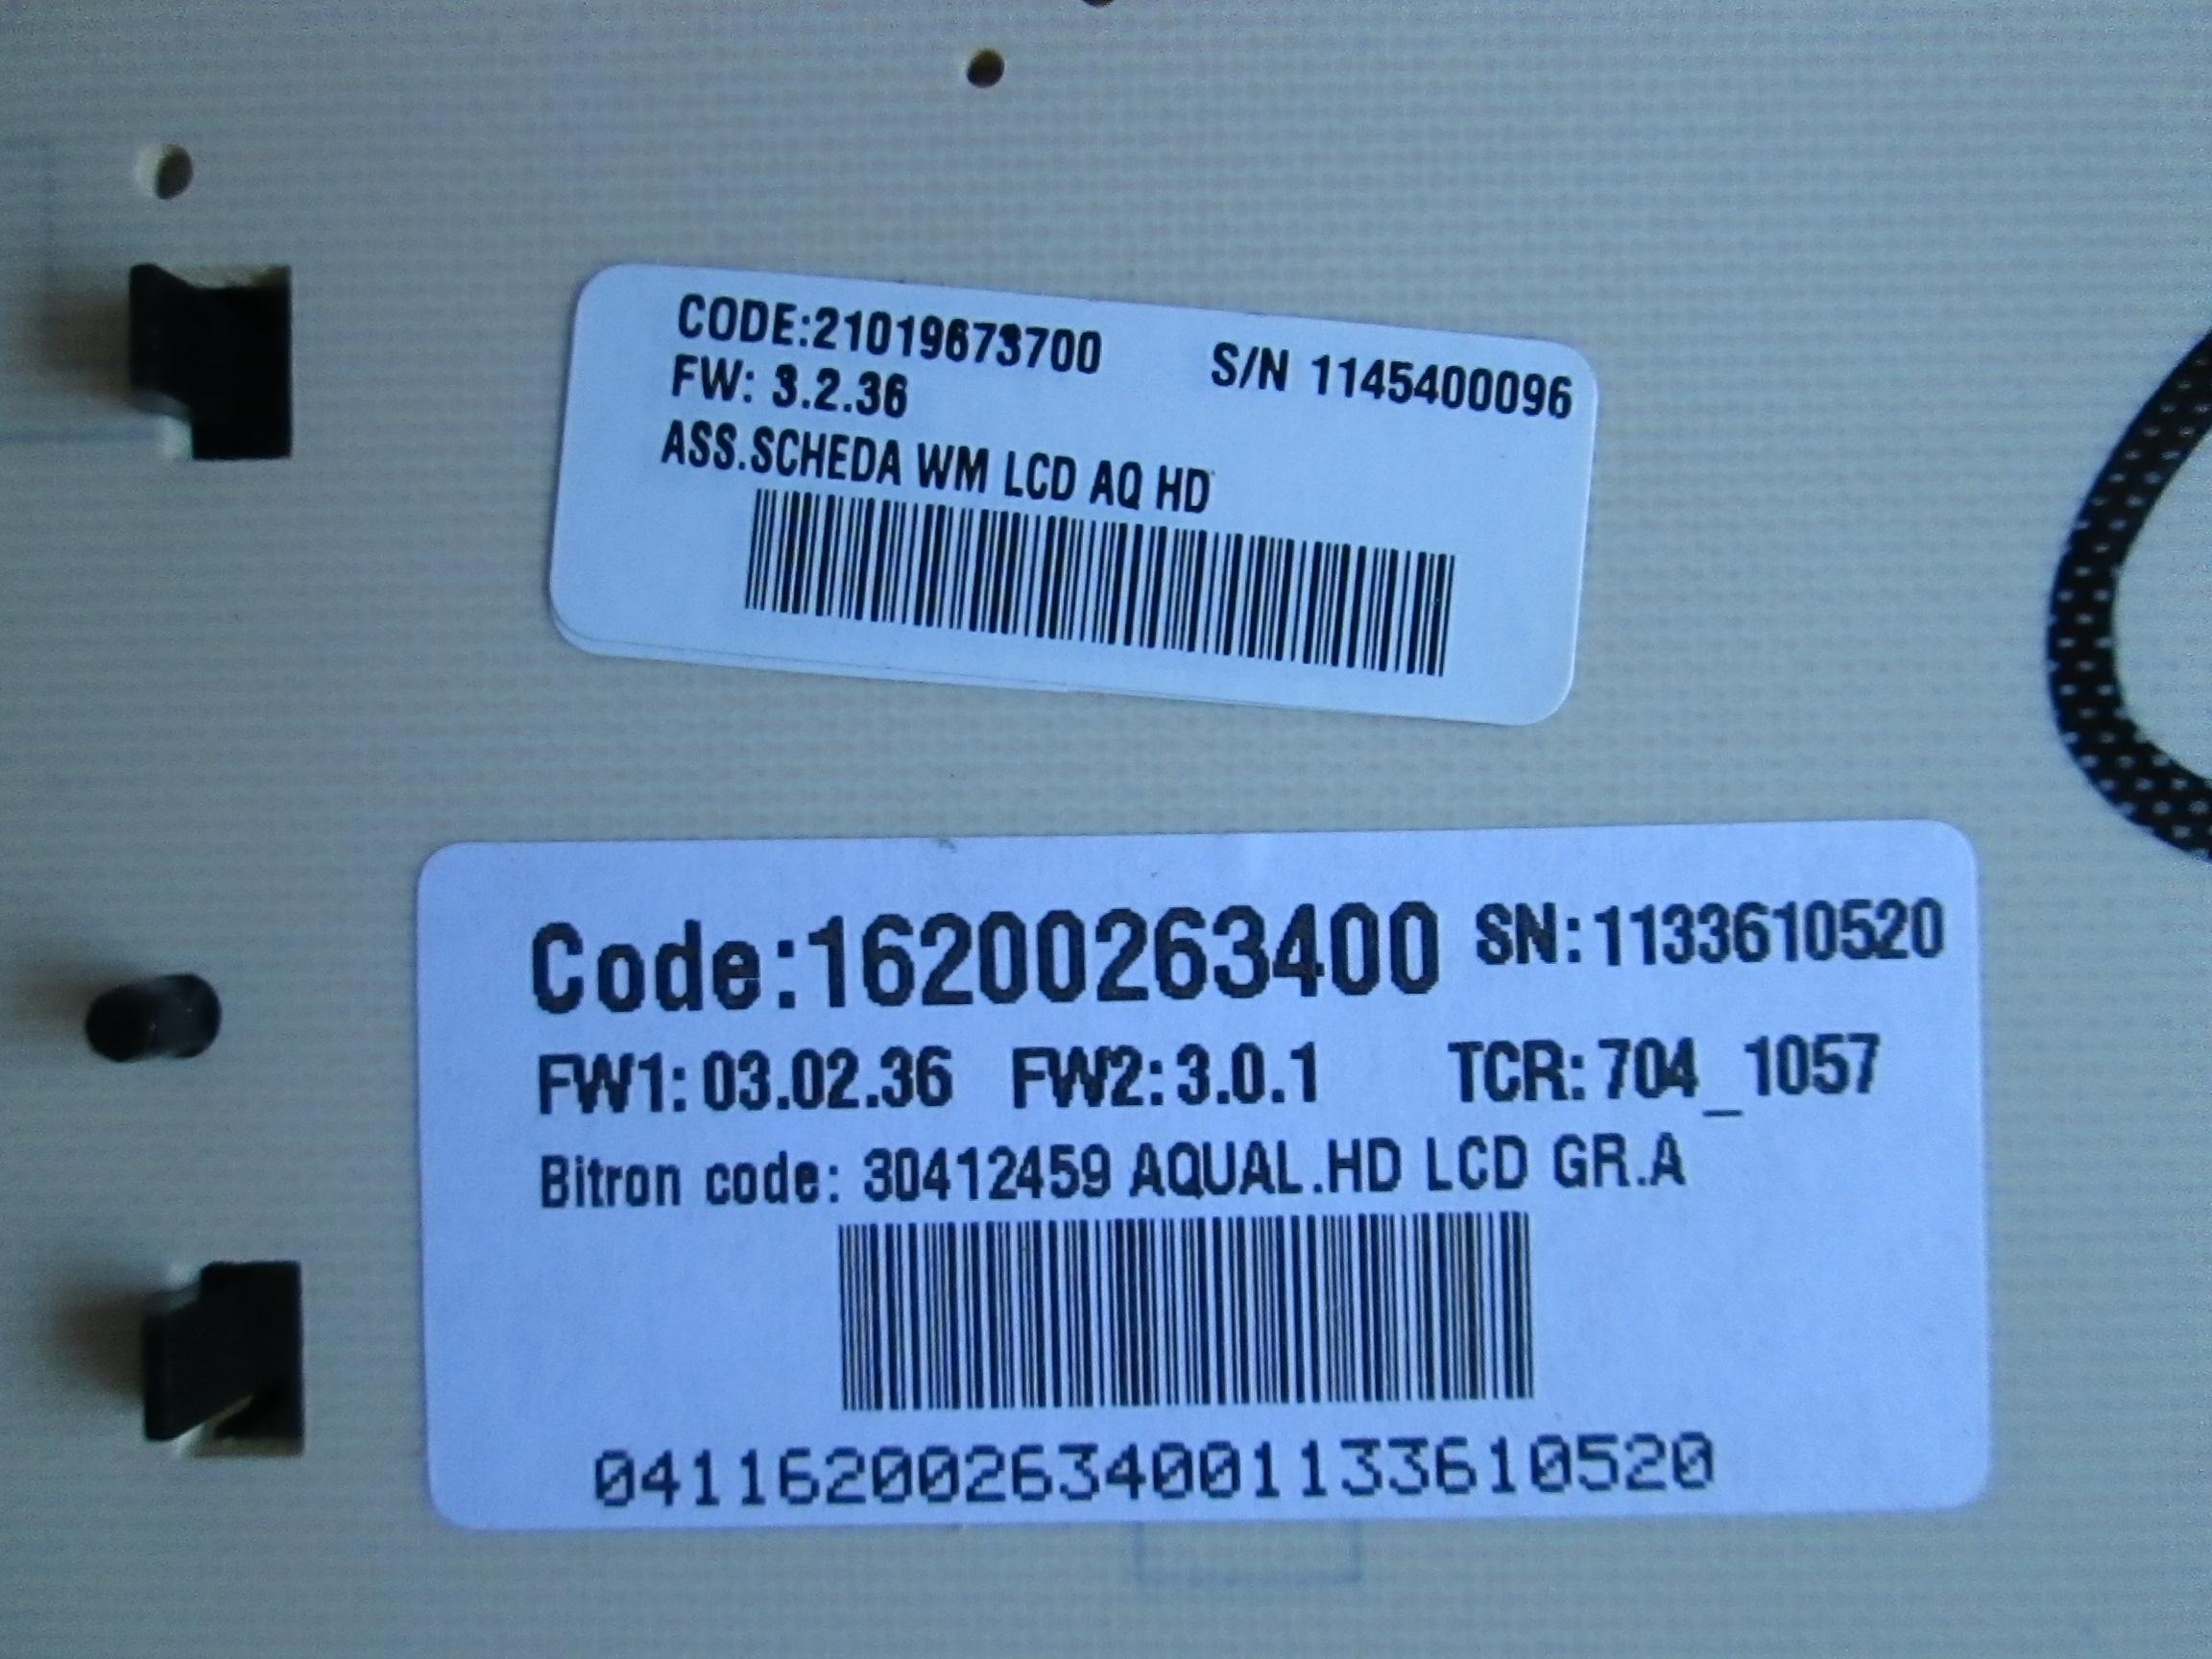 CODE:21019673700 S/N 1145400096
FW: 3.2.36
ASS.SCHEDA WM LCD AQ HD
Code:16200263400 SN:1133610520
FW1:03.02.36 FW2:3.0.1 TCR:704_1057
Bitron code: 30412459 AQUAL.HD LCD GR.A
041162002634001133610520